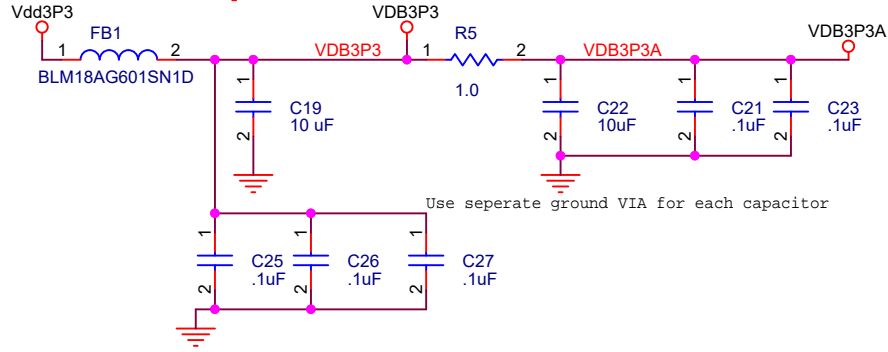 Vdd3P3
VDB3P3
VDB3P3A
FB1
R5
1 2
VDB3P3
1 2
VDB3P3A
BLM18AG601SN1D
1.0
1
2
C19
10 uF
1
2
C22
10uF
1
2
C21
.1uF
1
2
C23
.1uF
Use seperate ground VIA for each capacitor
1
2
C25
.1uF
1
2
C26
.1uF
1
2
C27
.1uF